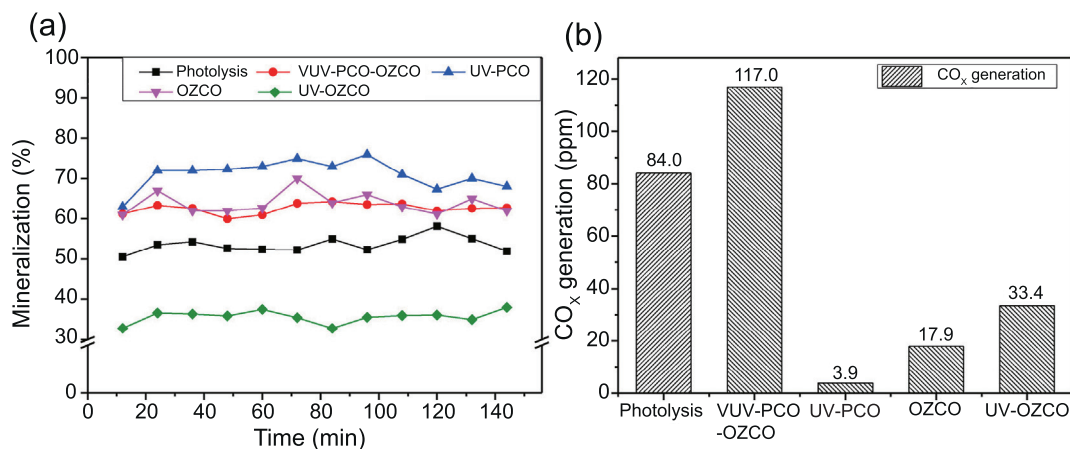 (a)
Photolysis VUV-PCO-OZCO UV-PCO
OZCO UV-OZCO
Mineralization (%)
100
90
80
70
60
50
40
30
0
0 20 40 60 80 100 120 140
Time (min)
(b)
COx generation
COx generation (ppm)
120
100
80
60
40
20
0
84.0
117.0
3.9
17.9
33.4
Photolysis VUV-PCO UV-PCO OZCO UV-OZCO
-OZCO